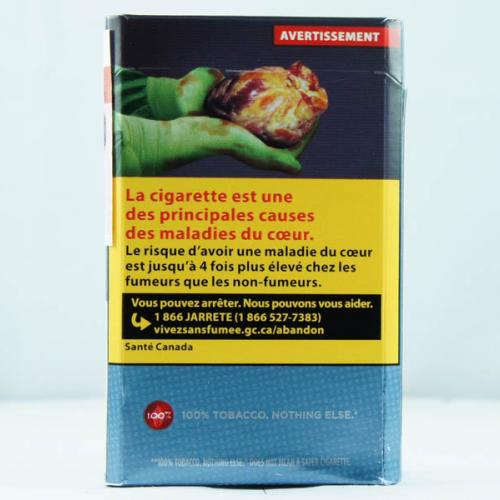 AVERTISSEMENT
La cigarette est une
des principales causes
des maladies du cœur.
Le risque d'avoir une maladie du cœur
est jusqu'à 4 fois plus élevé chez les
fumeurs que les non-fumeurs.
Vous pouvez arrêter. Nous pouvons vous aider.
1 866 JARRETE (1 866 527-7383)
vivezsansfumee.gc.ca/abandon
Santé Canada
100% 100% TOBACCO. NOTHING ELSE.*
"100% TOBACCO. NOTHING ELSE." DOES NOT MEAN A SAFER CIGARETTE.